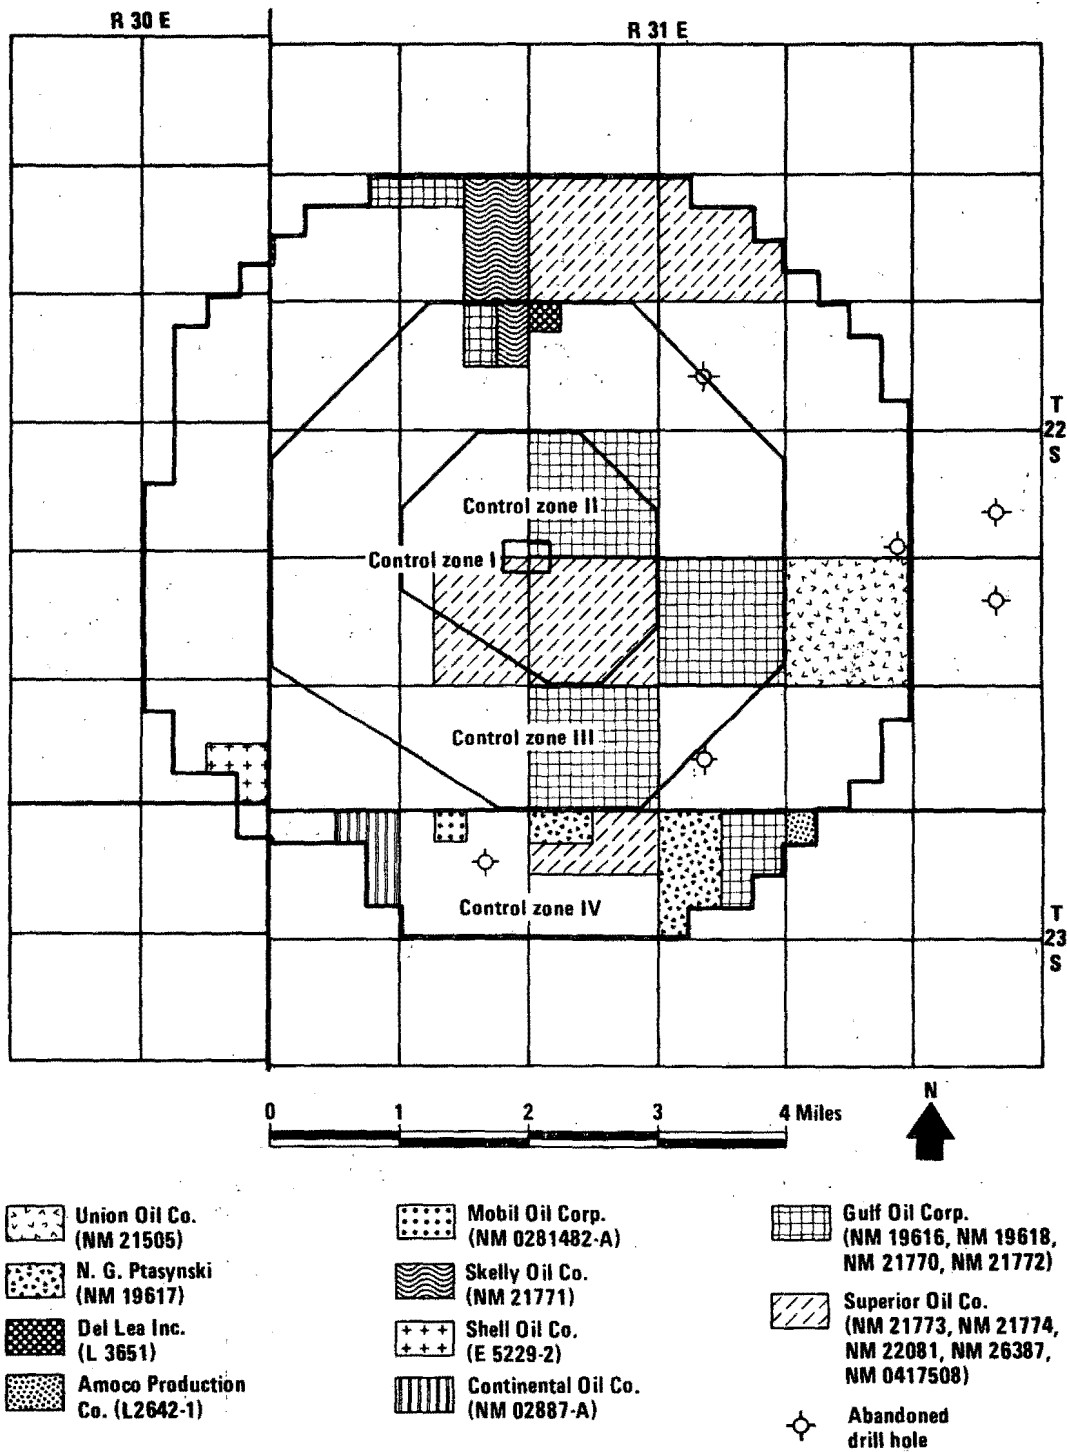 R 30 E
R 31 E
T
22
S
Control zone II
Control zone I
Control zone III
Control zone IV
T
23
S
N
0 1 2 3 4 Miles
Union Oil Co.
(NM 21505)
N. G. Ptasynski
(NM 19617)
Del Lea Inc.
(L 3651)
Amoco Production
Co. (L2642-1)
Mobil Oil Corp.
(NM 0281482-A)
Skelly Oil Co.
(NM 21771)
Shell Oil Co.
(E 5229-2)
Continental Oil Co.
(NM 02887-A)
Gulf Oil Corp.
(NM 19616, NM 19618,
NM 21770, NM 21772)
Superior Oil Co.
(NM 21773, NM 21774,
NM 22081, NM 26387,
NM 0417508)
Abandoned
drill hole